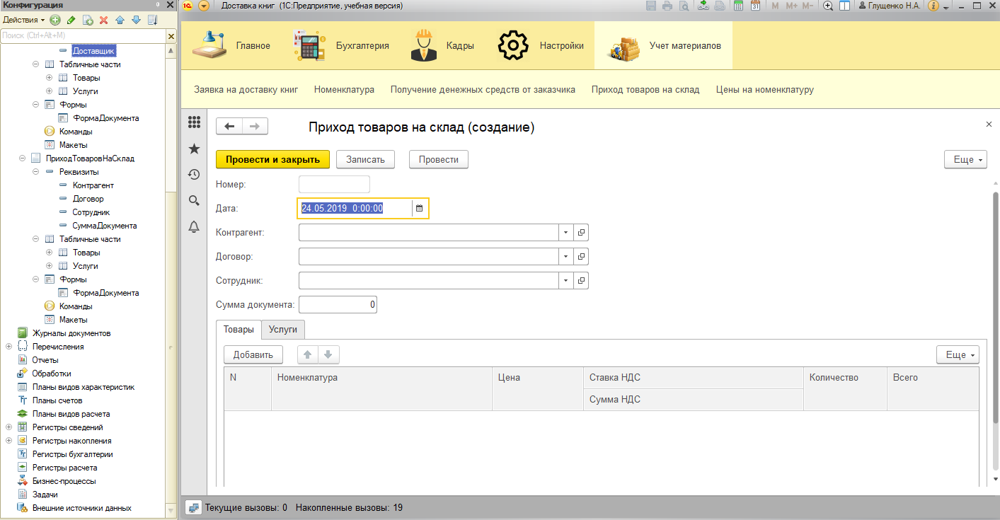 Конфигурация
Действия
Поиск (Ctrl+Alt+M)
Доставщик
Табличные части
Товары
Услуги
Формы
ФормаДокумента
Команды
Макеты
ПриходТоваровНаСклад
Реквизиты
Контрагент
Договор
Сотрудник
СуммаДокумента
Табличные части
Товары
Услуги
Формы
ФормаДокумента
Команды
Макеты
Журналы документов
Перечисления
Отчеты
Обработки
Планы видов характеристик
Планы счетов
Планы видов расчета
Регистры сведений
Регистры накопления
Регистры бухгалтерии
Регистры расчета
Бизнес-процессы
Задачи
Внешние источники данных
Доставка книг (1С:Предприятие, учебная версия)
31 M M+ M- Глущенко Н.А.
Главное Бухгалтерия Кадры Настройки Учет материалов
Заявка на доставку книг Номенклатура Получение денежных средств от заказчика Приход товаров на склад Цены на номенклатуру
Приход товаров на склад (создание)
Провести и закрыть Записать Провести Еще
Номер:
Дата: 24.05.2019 0:00:00
Контрагент:
Договор:
Сотрудник:
Сумма документа: 0
Товары Услуги
Добавить Еще
N Номенклатура Цена Ставка НДС Количество Всего
Сумма НДС
Текущие вызовы: 0 Накопленные вызовы: 19